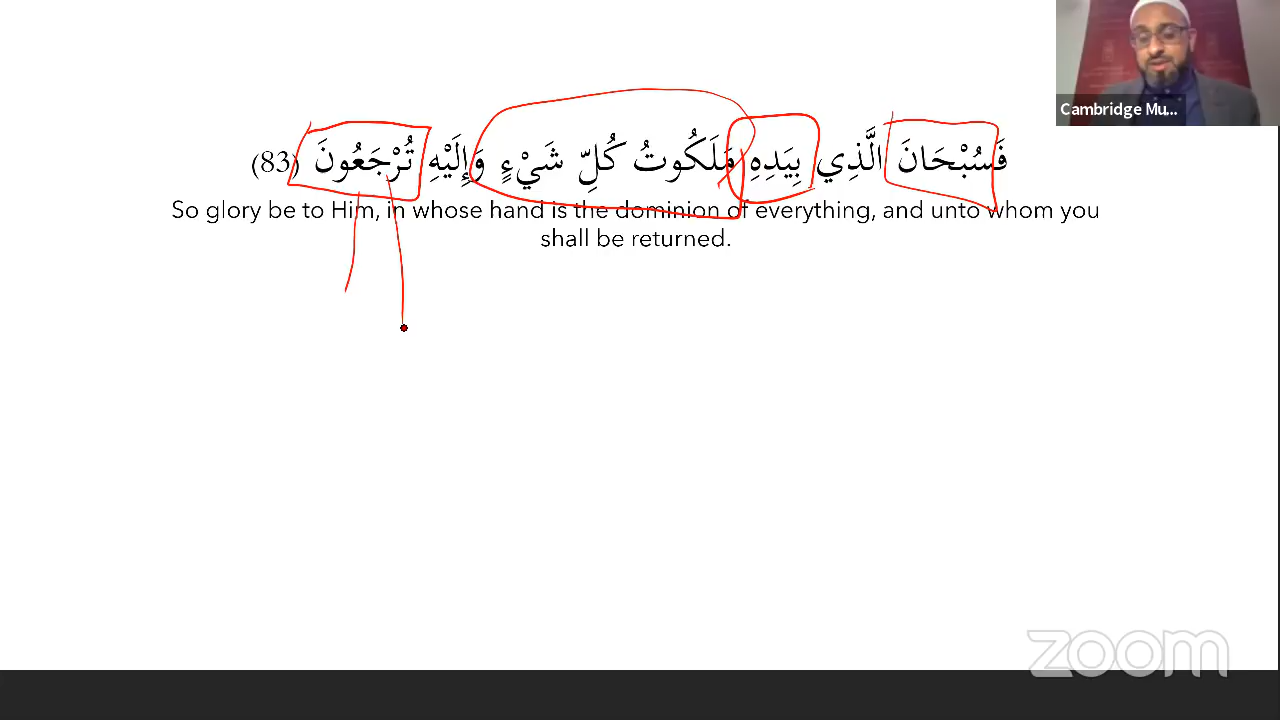 فَسُبْحَانَ الَّذِي بِيَدِهِ مَلَكُوتُ كُلِّ شَيْءٍ وَإِلَيْهِ تُرْجَعُونَ (83)
So glory be to Him, in whose hand is the dominion of everything, and unto whom you
shall be returned.
Cambridge Mu...
zoom